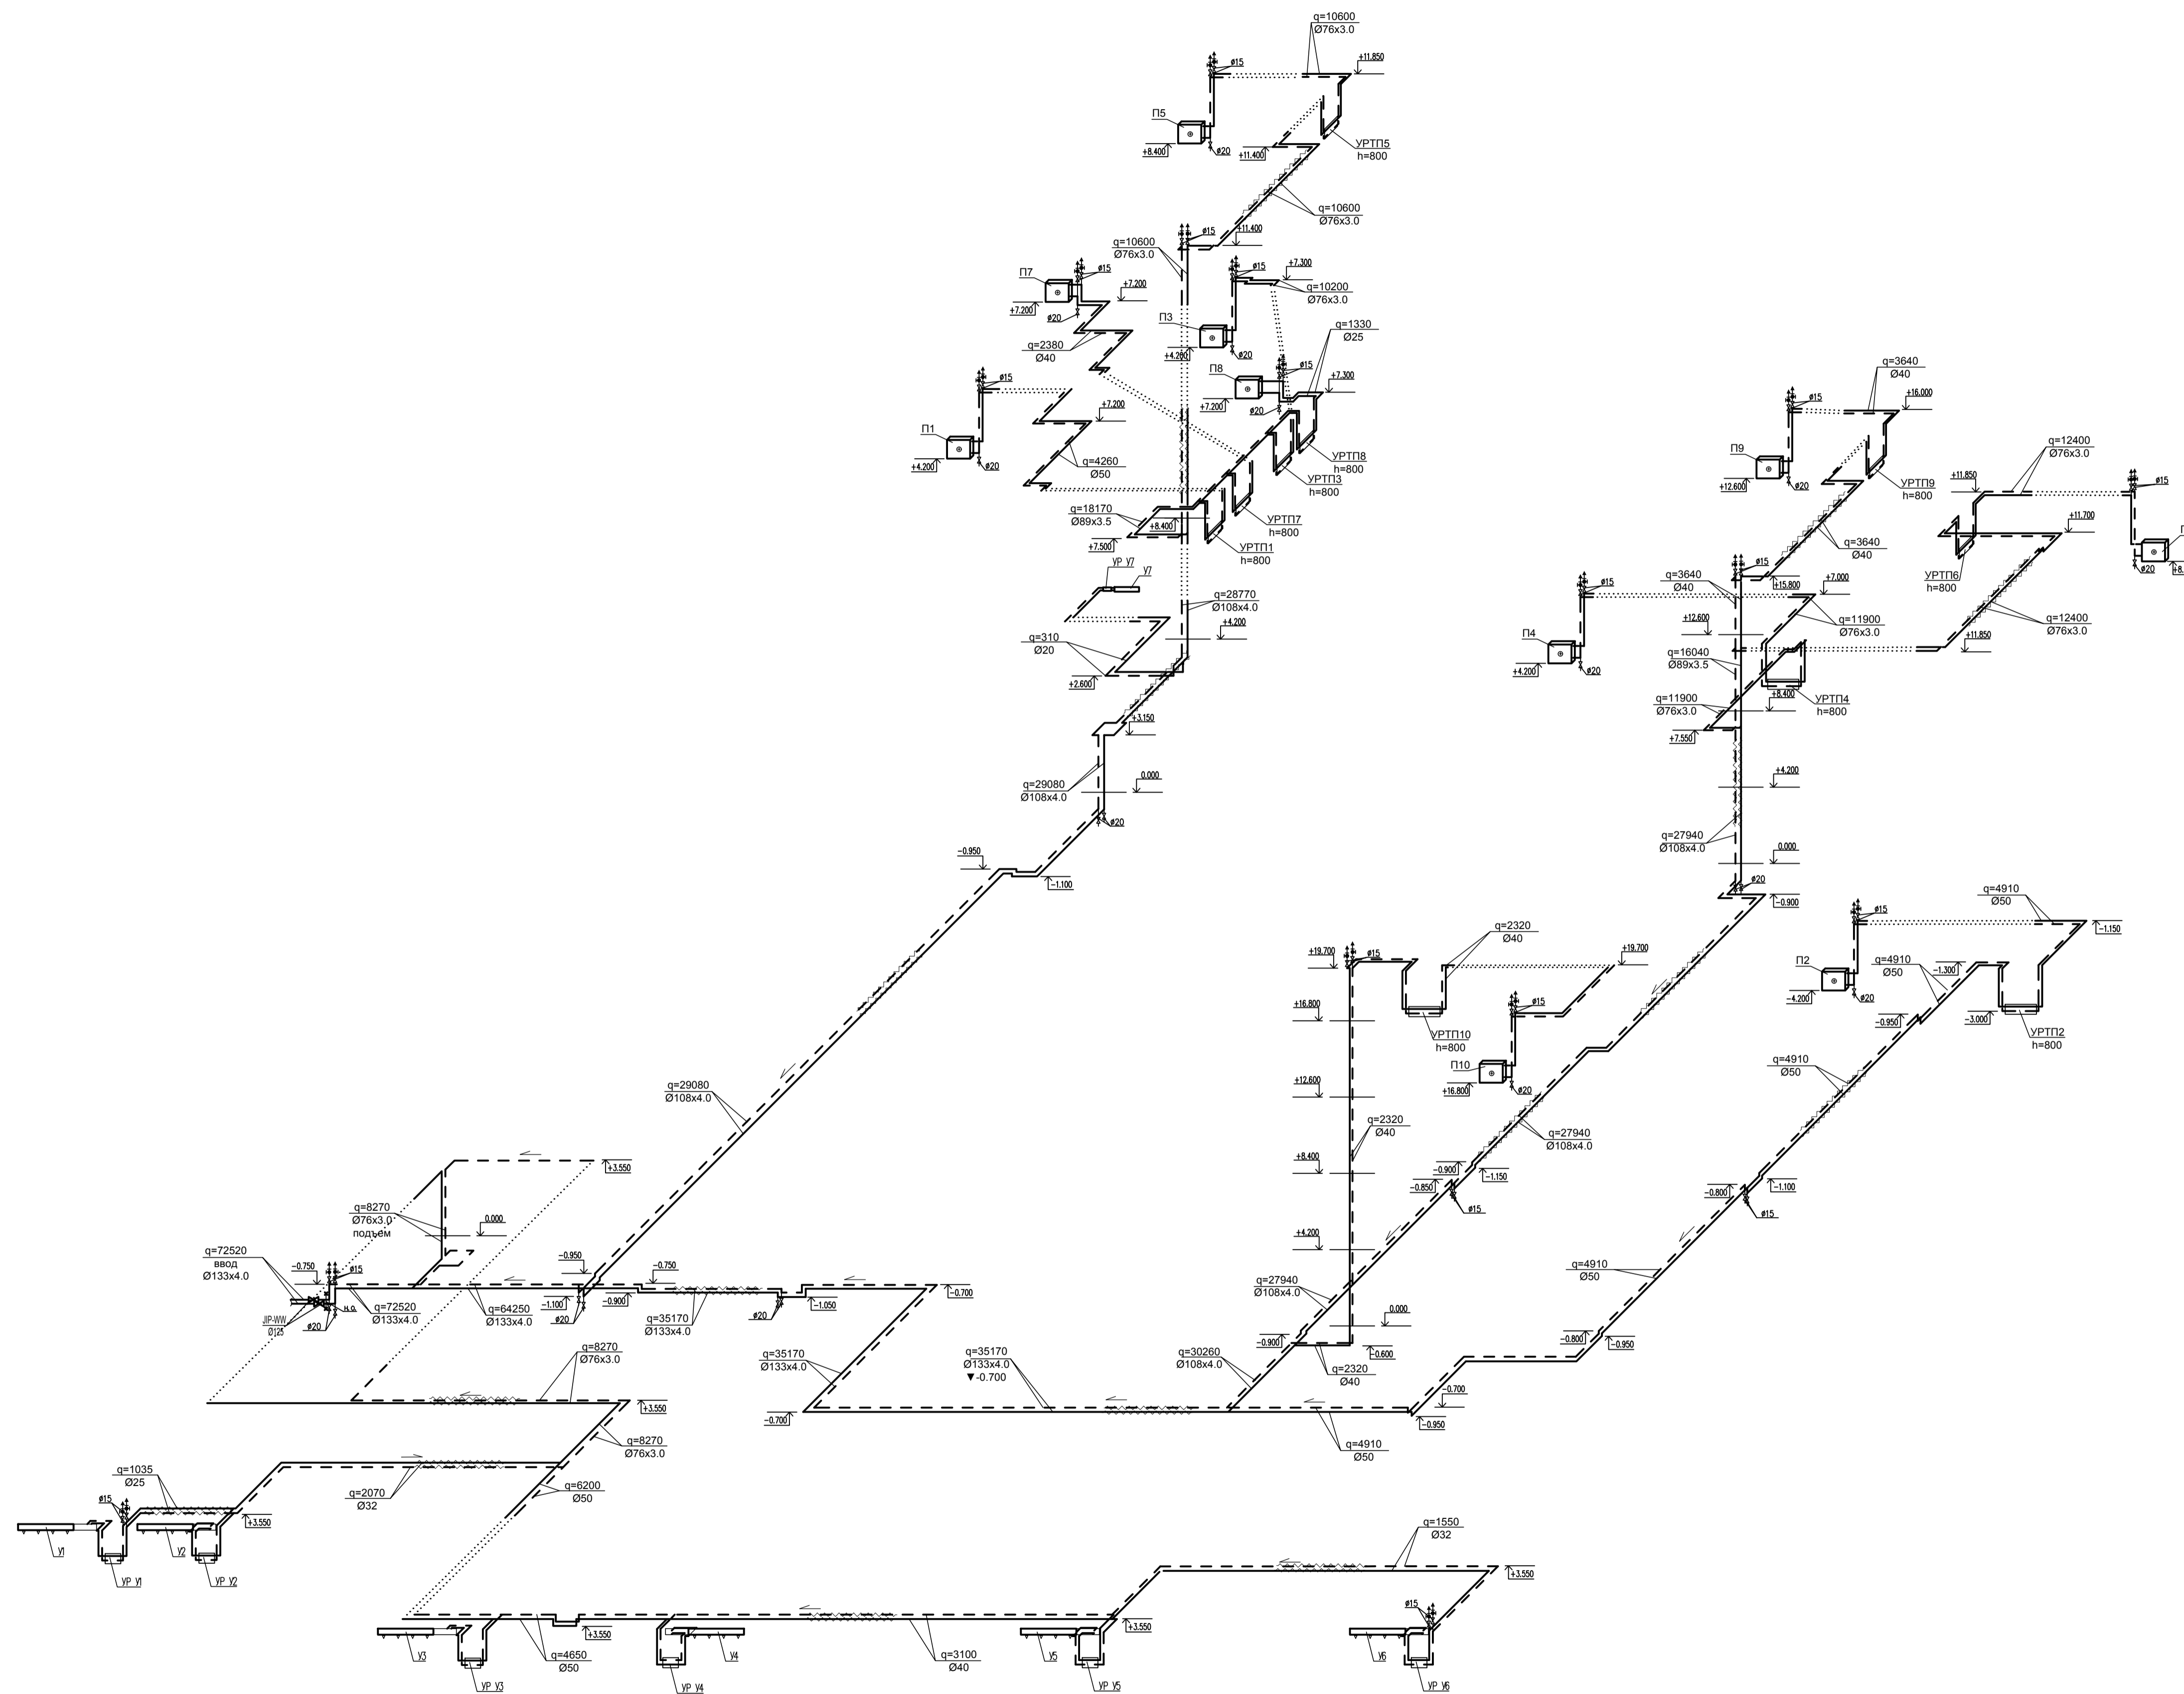 q=10600
Ø76x3.0
+11.850
ø15
П5
+8.400
ø20
+11.400
УРТП5
h=800
q=10600
Ø76x3.0
q=10600
Ø76x3.0
ø15
+11.400
П7
ø15
+7.200
+7.200
ø20
ø15
+7.300
q=10200
Ø76x3.0
П3
+4.200
ø20
q=1330
Ø25
q=2380
Ø40
П8
ø15
+7.300
+7.200
ø20
ø15
+7.200
П1
+4.200
ø20
q=4260
Ø50
УРТП8
h=800
УРТП3
h=800
q=18170
Ø89x3.5
+8.400
+7.500
УРТП7
h=800
УРТП1
h=800
УР У7
У7
q=28770
Ø108x4.0
+4.200
q=310
Ø20
+2.600
+3.150
q=29080
Ø108x4.0
0.000
ø20
-0.950
-1.100
q=3640
Ø40
ø15
+16.000
П9
+12.600
ø20
УРТП9
h=800
q=12400
Ø76x3.0
+11.850
ø15
+11.700
ø20
q=3640
Ø40
q=3640
Ø40
ø15
+15.800
+7.000
УРТП6
h=800
ø15
П4
+4.200
ø20
+12.600
q=11900
Ø76x3.0
q=12400
Ø76x3.0
+11.850
q=16040
Ø89x3.5
q=11900
Ø76x3.0
+8.400
УРТП4
h=800
+7.550
+4.200
q=27940
Ø108x4.0
0.000
ø20
-0.900
q=4910
Ø50
ø15
-1.150
П2
-4.200
ø20
q=4910
Ø50
-1.300
-0.950
-3.000
УРТП2
h=800
q=2320
Ø40
+19.700
ø15
+19.700
+16.800
УРТП10
h=800
ø15
П10
+16.800
ø20
+12.600
q=4910
Ø50
q=29080
Ø108x4.0
q=2320
Ø40
q=27940
Ø108x4.0
+8.400
-0.900
-1.150
-0.850
ø15
-0.800
-1.100
ø15
+3.550
q=8270
Ø76x3.0
подъем
0.000
+4.200
q=72520
ввод
Ø133x4.0
-0.750
ø15
н.о.
JIP-WW
Ø125
ø20
q=72520
Ø133x4.0
q=64250
Ø133x4.0
-0.950
-1.100
ø20
-0.750
-0.900
q=35170
Ø133x4.0
ø20
-1.050
-0.700
q=27940
Ø108x4.0
q=4910
Ø50
0.000
-0.900
-0.600
q=2320
Ø40
-0.800
-0.950
q=35170
Ø133x4.0
q=35170
Ø133x4.0
▼-0.700
q=30260
Ø108x4.0
q=8270
Ø76x3.0
+3.550
-0.700
-0.700
-0.950
q=8270
Ø76x3.0
q=4910
Ø50
q=1035
Ø25
q=2070
Ø32
q=6200
Ø50
ø15
+3.550
У1
УР У1
У2
УР У2
q=1550
Ø32
+3.550
ø15
+3.550
+3.550
У3
УР У3
q=4650
Ø50
УР У4
У4
q=3100
Ø40
У5
УР У5
У6
УР У6